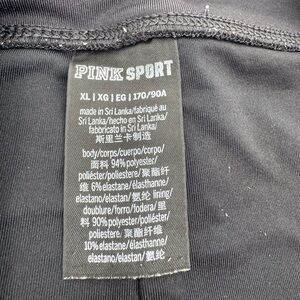 PINK SPORT
XL | XG | EG | 170/90A
made in Sri Lanka/fabriqué au
Sri Lanka/hecho en Sri Lanka/
fabbricato in Sri Lanka/
斯里兰卡制造
body/corps/cuerpo/corpo/
面料 94% polyester/
poliéster/poliestere/聚酯纤
维 6% elastane/élasthanne/
elastano/elastan/氨纶 lining/
doublure/forro/fodera/里
料 90% polyester/polyester/
poliestere/聚酯纤维
10% elastane/élasthanne/
elastano/elastan/氨纶